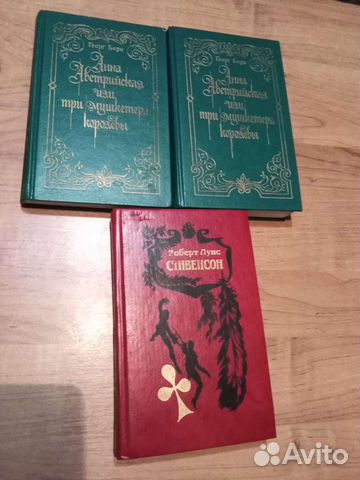 Георг Борн
Анна
Австрийская
или
три мушкетера
королевы
Георг Борн
Анна
Австрийская
или
три мушкетера
королевы
Роберт Луис
СТИВЕНСОН
Avito